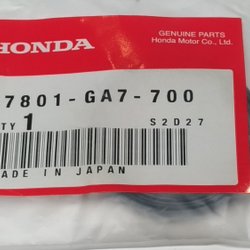 HONDA
GENUINE PARTS
Honda Motor Co., Ltd.
7801-GA7-700
TY 1
S2D27
ADE IN JAPAN